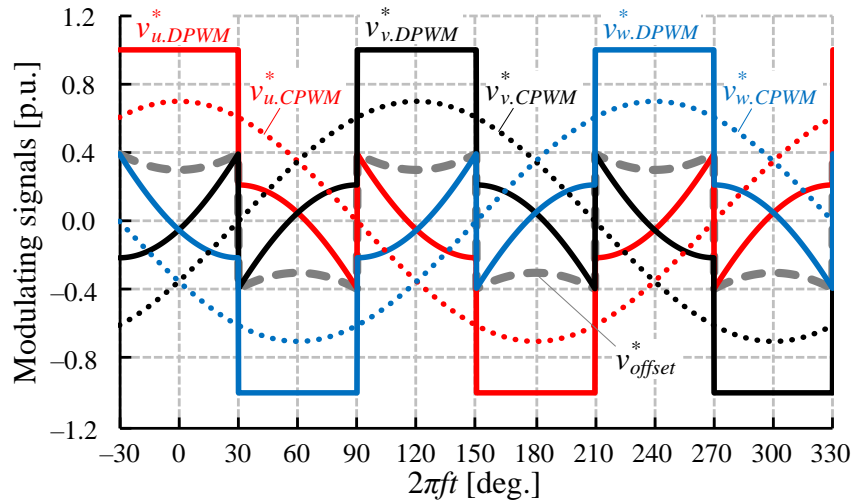 1.2
v*u.DPWM v*v.DPWM v*w.DPWM
0.8
v*u.CPWM v*v.CPWM v*w.CPWM
0.4
0.0
−0.4
−0.8
−1.2
v*offset
Modulating signals [p.u.]
−30 0 30 60 90 120 150 180 210 240 270 300 330
2πft [deg.]